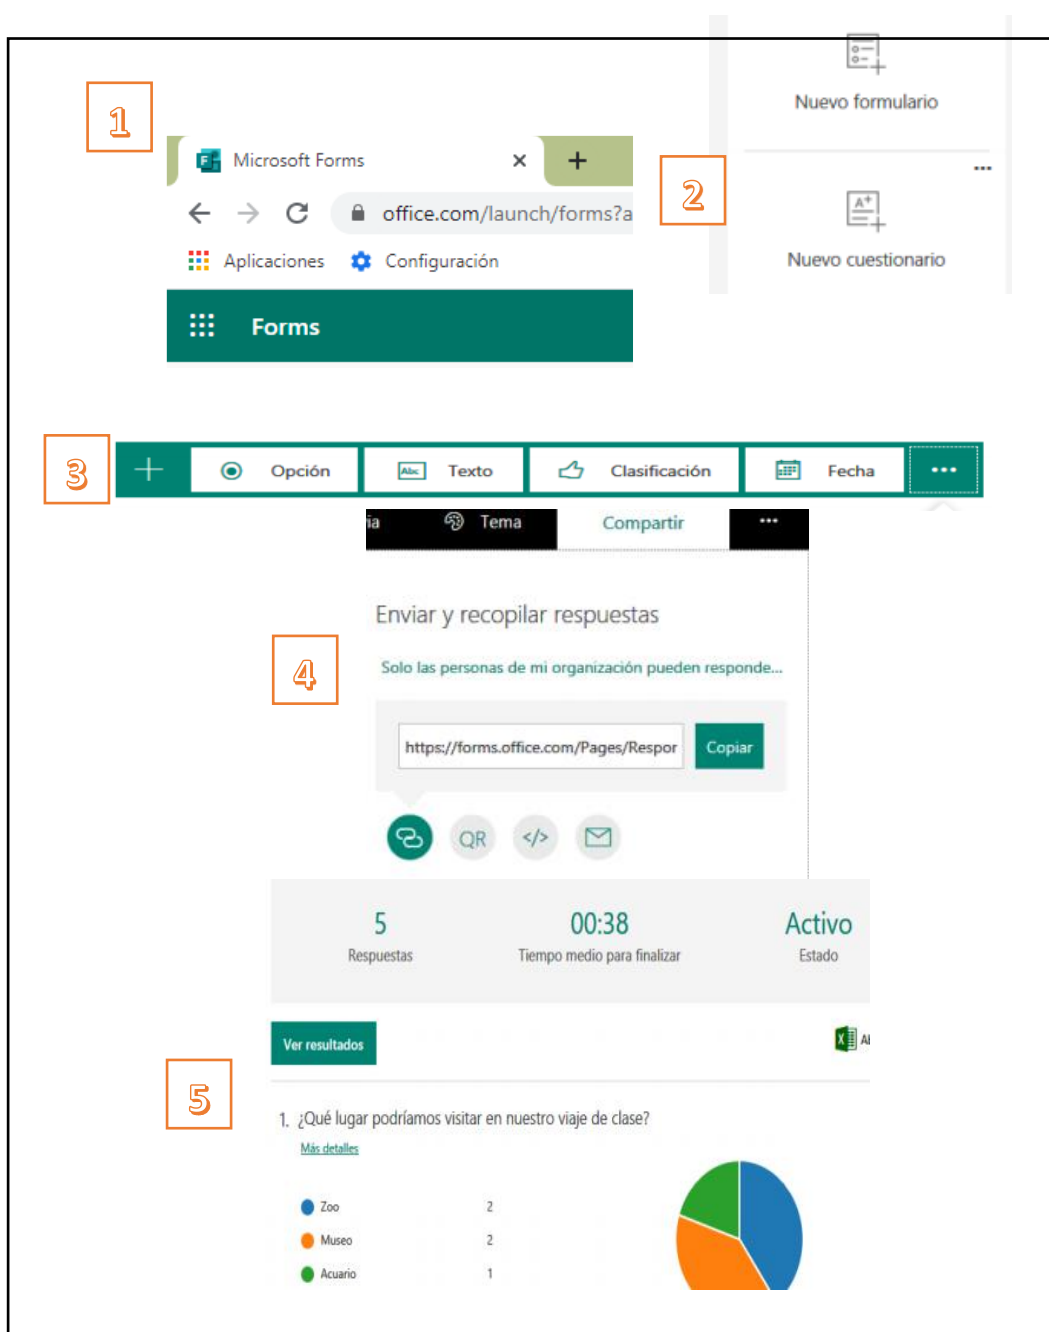 Nuevo formulario
1
Microsoft Forms
office.com/launch/forms?a
Aplicaciones Configuración
Forms
2
A+
Nuevo cuestionario
3
Opción Abc Texto Clasificación Fecha
ia Tema Compartir
Enviar y recopilar respuestas
4
Solo las personas de mi organización pueden responde...
https://forms.office.com/Pages/Respor Copiar
QR </>
5 00:38 Activo
Respuestas Tiempo medio para finalizar Estado
Ver resultados
5
1. ¿Qué lugar podríamos visitar en nuestro viaje de clase?
Más detalles
Zoo 2
Museo 2
Acuario 1